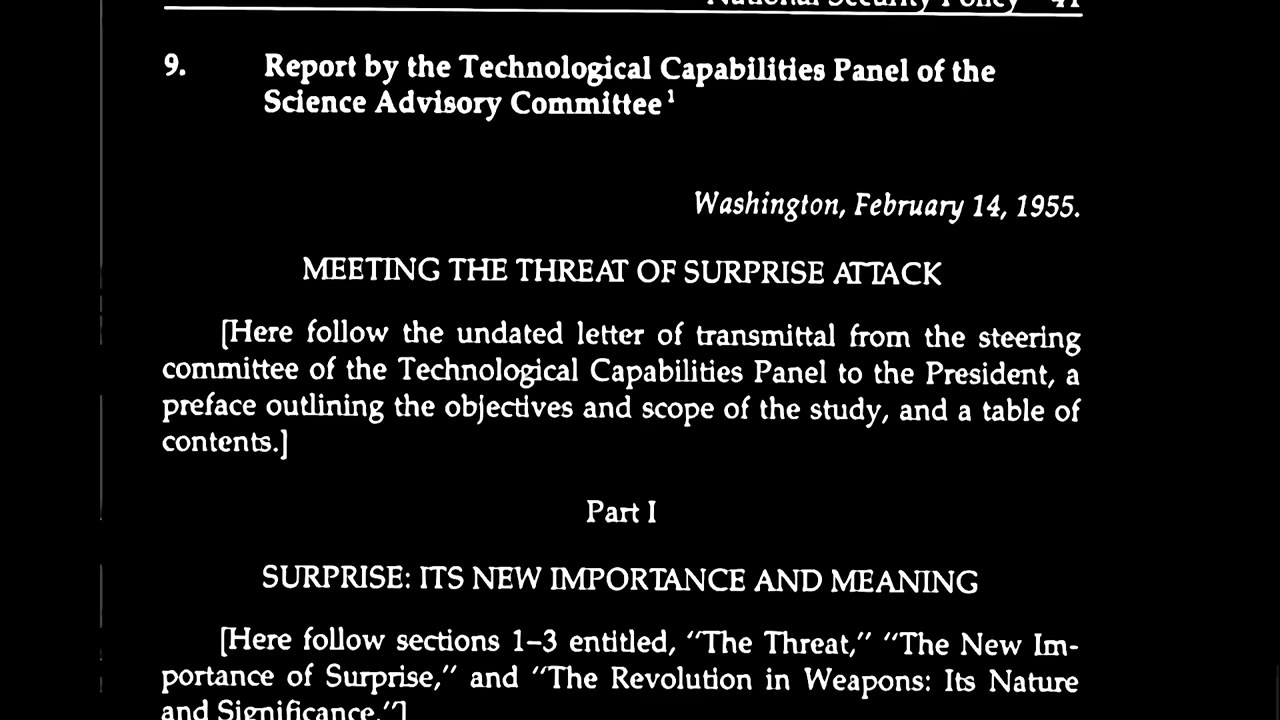 National Security Policy 41
9. Report by the Technological Capabilities Panel of the
Science Advisory Committee¹
Washington, February 14, 1955.
MEETING THE THREAT OF SURPRISE ATTACK
[Here follow the undated letter of transmittal from the steering
committee of the Technological Capabilities Panel to the President, a
preface outlining the objectives and scope of the study, and a table of
contents.]
Part I
SURPRISE: ITS NEW IMPORTANCE AND MEANING
[Here follow sections 1–3 entitled, “The Threat,” “The New Im-
portance of Surprise,” and “The Revolution in Weapons: Its Nature
and Significance.”]